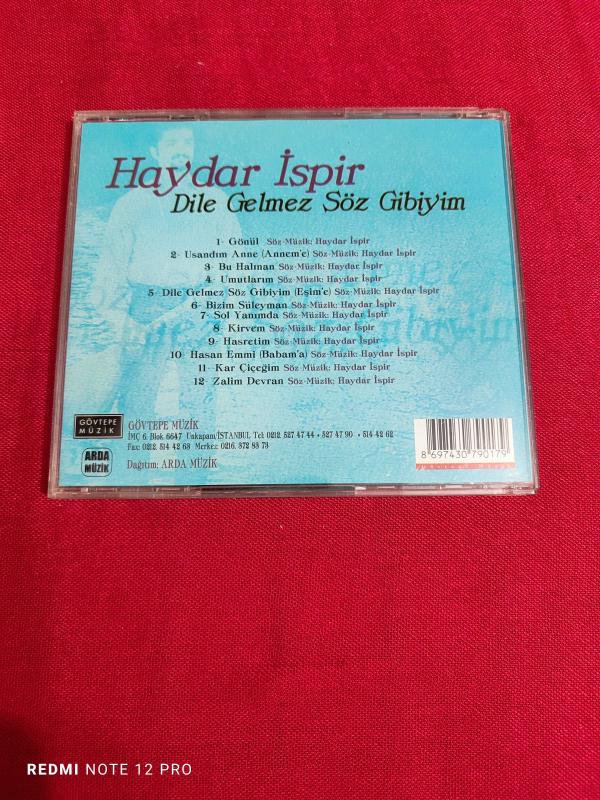 Haydar İspir
Dile Gelmez Söz Gibiyim
1- Gönül Söz-Müzik: Haydar İspir
2- Usandım Anne (Annem'e) Söz-Müzik: Haydar İspir
3- Bu Halınan Söz-Müzik: Haydar İspir
4- Umutlarım Söz-Müzik: Haydar İspir
5- Dile Gelmez Söz Gibiyim (Eşim'e) Söz-Müzik: Haydar İspir
6- Bizim Süleyman Söz-Müzik: Haydar İspir
7- Sol Yanımda Söz-Müzik: Haydar İspir
8- Kirvem Söz-Müzik: Haydar İspir
9- Hasretim Söz-Müzik: Haydar İspir
10- Hasan Emmi (Babam'a) Söz-Müzik: Haydar İspir
11- Kar Çiçeğim Söz-Müzik: Haydar İspir
12- Zalim Devran Söz-Müzik: Haydar İspir
GÖVTEPE
MÜZİK
GÖVTEPE MÜZİK
İMÇ 6. Blok 6647 Unkapanı/İSTANBUL Tel: 0212. 527 47 44 • 527 47 90 • 514 42 62
Fax: 0212. 514 42 63 Merkez: 0216. 372 83 73
ARDA
MÜZİK
Dağıtım: ARDA MÜZİK
8 697430 790179
REDMI NOTE 12 PRO